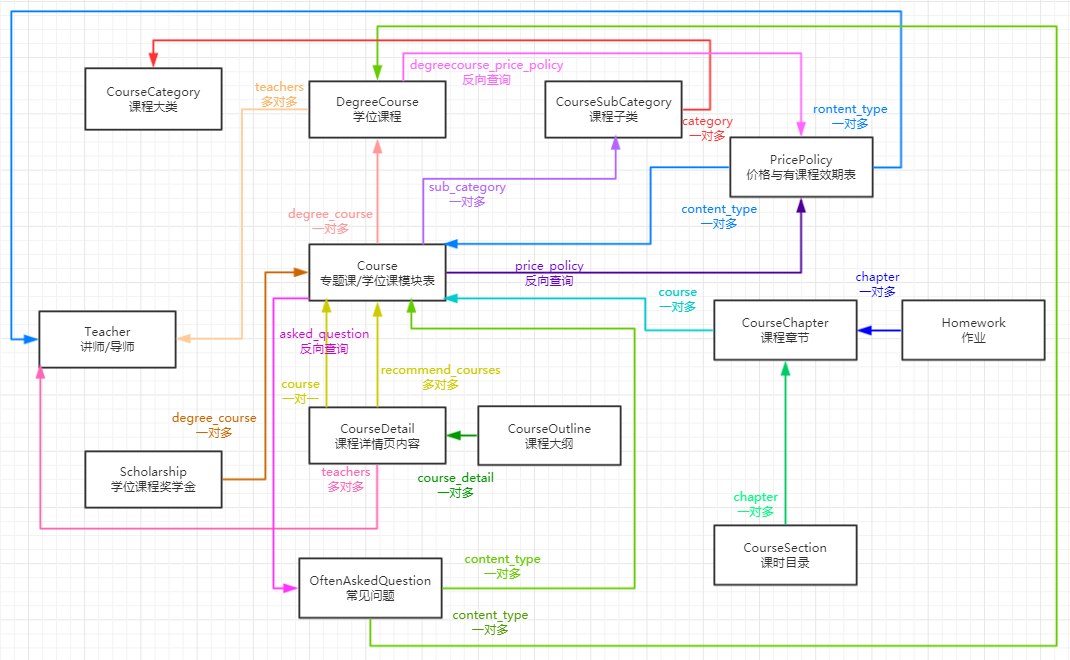 degreecourse_price_policy
反向查询
CourseCategory
课程大类
teachers
多对多
DegreeCourse
学位课程
CourseSubCategory
课程子类
category
一对多
rontent_type
一对多
PricePolicy
价格与有课程效期表
sub_category
一对多
degree_course
一对多
content_type
一对多
Course
专题课/学位课模块表
price_policy
反向查询
chapter
一对多
course
一对多
Teacher
讲师/导师
asked_question
反向查询
CourseChapter
课程章节
Homework
作业
recommend_courses
多对多
course
一对一
degree_course
一对多
CourseDetail
课程详情页内容
CourseOutline
课程大纲
Scholarship
学位课程奖学金
teachers
多对多
course_detail
一对多
chapter
一对多
CourseSection
课时目录
OftenAskedQuestion
常见问题
content_type
一对多
content_type
一对多